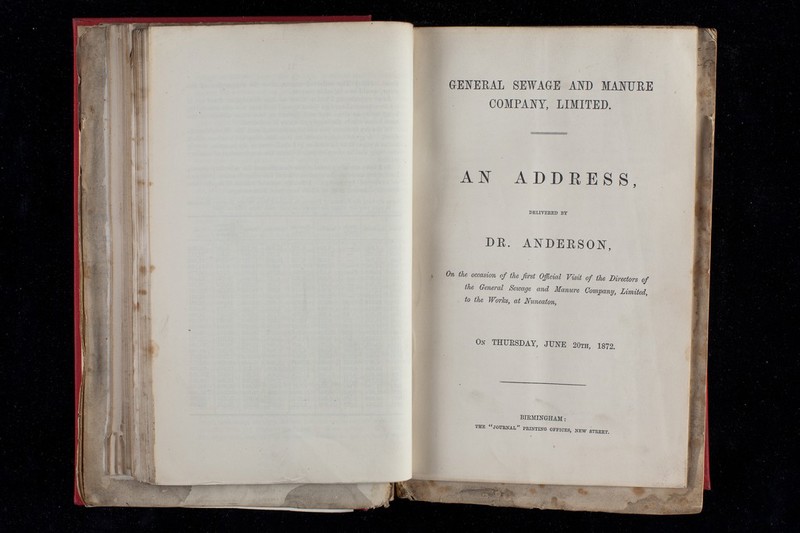 GENERAL SEWAGE AND MANURE
COMPANY, LIMITED.
AN ADDRESS,
DELIVERED BY
DR. ANDERSON,
On the occasion of the first Official Visit of the Directors of
the General Sewage and Manure Company, Limited,
to the Works, at Nuneaton,
ON THURSDAY, JUNE 20TH, 1872.
BIRMINGHAM:
THE "JOURNAL" PRINTING OFFICES, NEW STREET.